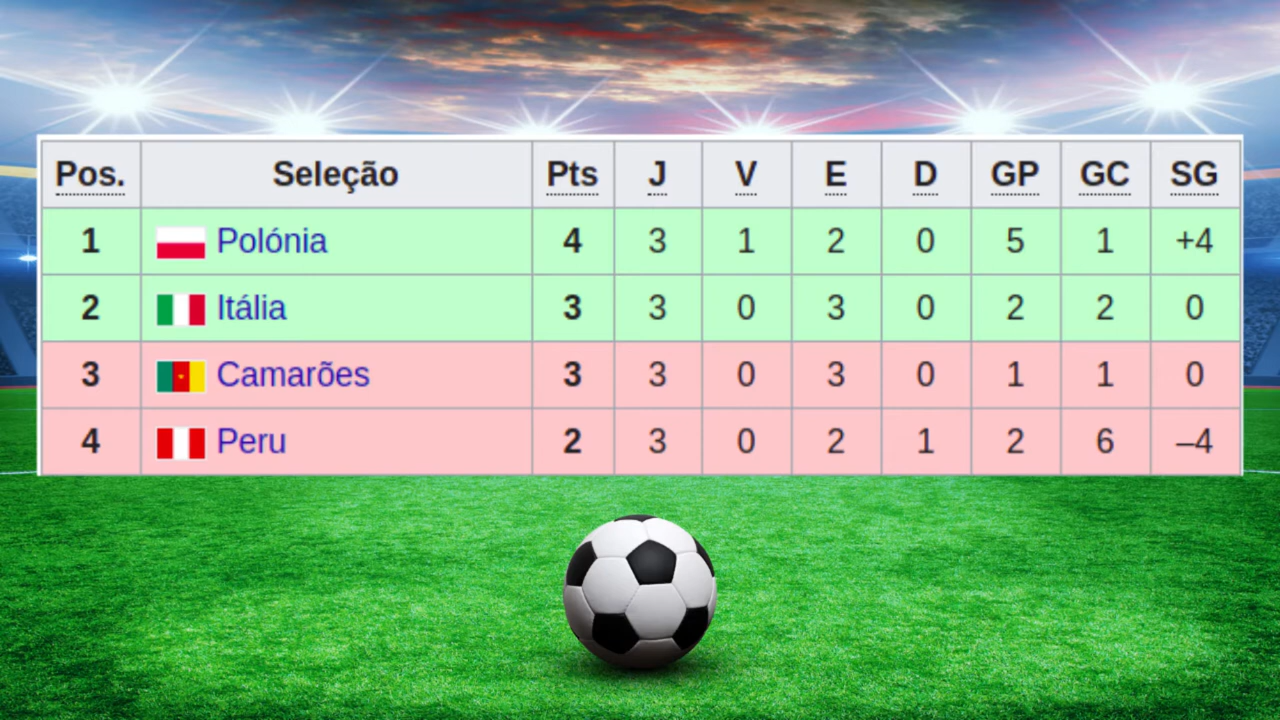 Pos. Seleção Pts J V E D GP GC SG
1 Polónia 4 3 1 2 0 5 1 +4
2 Itália 3 3 0 3 0 2 2 0
3 Camarões 3 3 0 3 0 1 1 0
4 Peru 2 3 0 2 1 2 6 –4